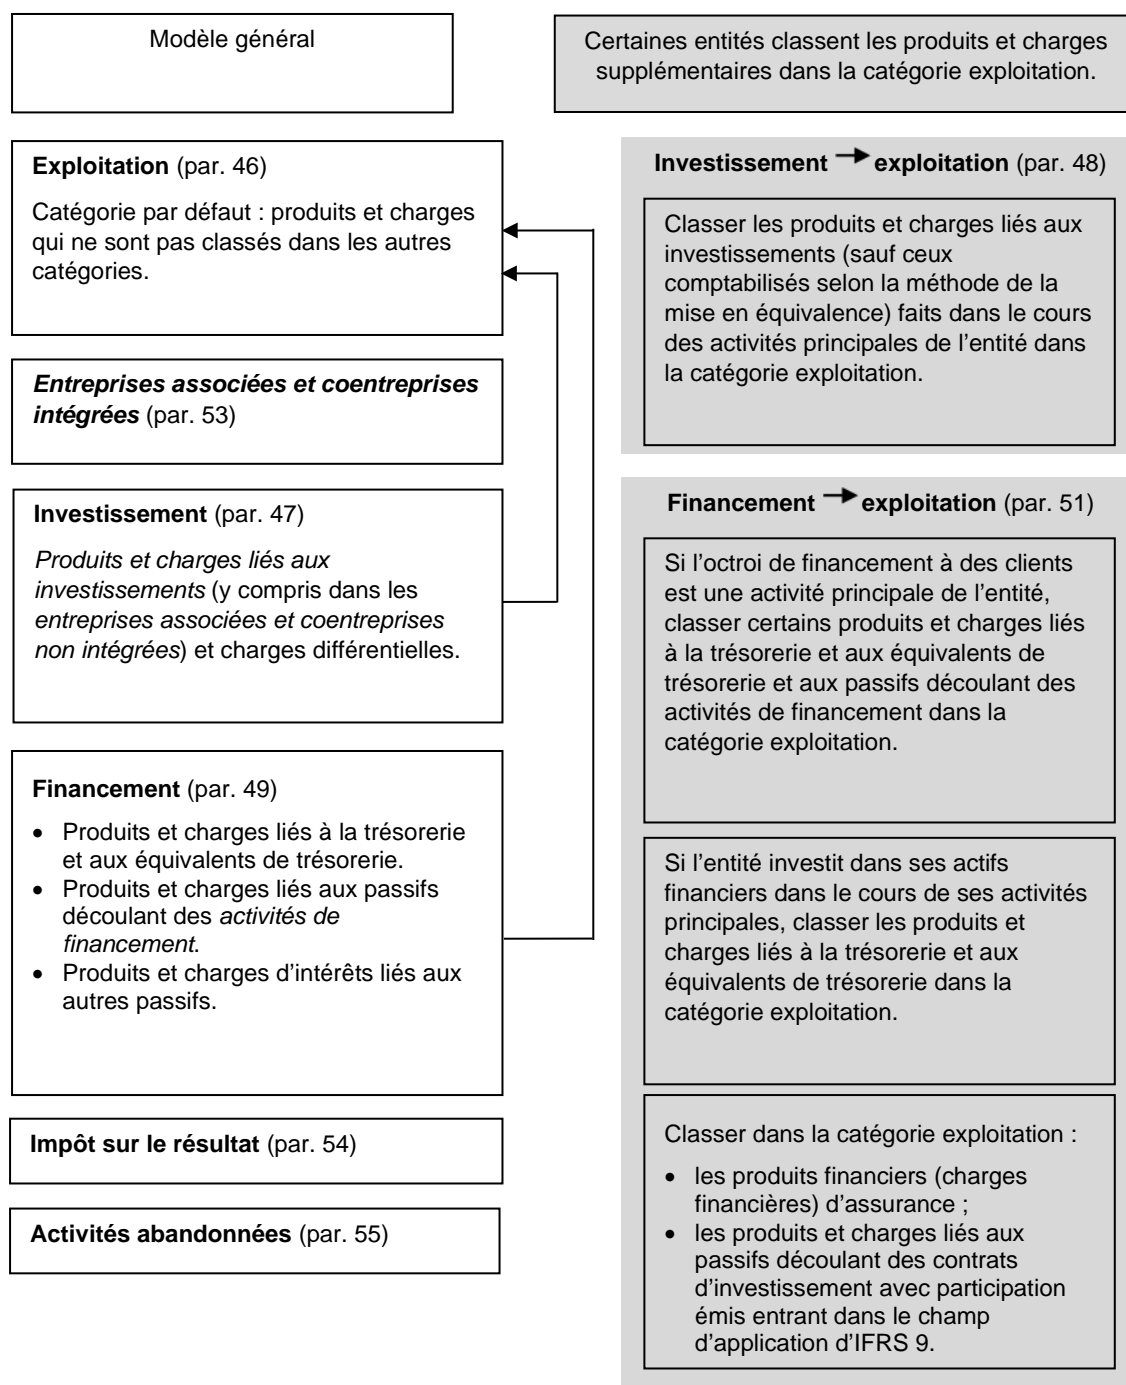 Modèle général
Certaines entités classent les produits et charges
supplémentaires dans la catégorie exploitation.
Exploitation (par. 46)
Catégorie par défaut : produits et charges
qui ne sont pas classés dans les autres
catégories.
Entreprises associées et coentreprises
intégrées (par. 53)
Investissement (par. 47)
Produits et charges liés aux
investissements (y compris dans les
entreprises associées et coentreprises
non intégrées) et charges différentielles.
Financement (par. 49)
• Produits et charges liés à la trésorerie
et aux équivalents de trésorerie.
• Produits et charges liés aux passifs
découlant des activités de
financement.
• Produits et charges d'intérêts liés aux
autres passifs.
Impôt sur le résultat (par. 54)
Activités abandonnées (par. 55)
Investissement → exploitation (par. 48)
Classer les produits et charges liés aux
investissements (sauf ceux
comptabilisés selon la méthode de la
mise en équivalence) faits dans le cours
des activités principales de l'entité dans
la catégorie exploitation.
Financement → exploitation (par. 51)
Si l'octroi de financement à des clients
est une activité principale de l'entité,
classer certains produits et charges liés
à la trésorerie et aux équivalents de
trésorerie et aux passifs découlant des
activités de financement dans la
catégorie exploitation.
Si l'entité investit dans ses actifs
financiers dans le cours de ses activités
principales, classer les produits et
charges liés à la trésorerie et aux
équivalents de trésorerie dans la
catégorie exploitation.
Classer dans la catégorie exploitation :
• les produits financiers (charges
financières) d'assurance ;
• les produits et charges liés aux
passifs découlant des contrats
d'investissement avec participation
émis entrant dans le champ
d'application d'IFRS 9.